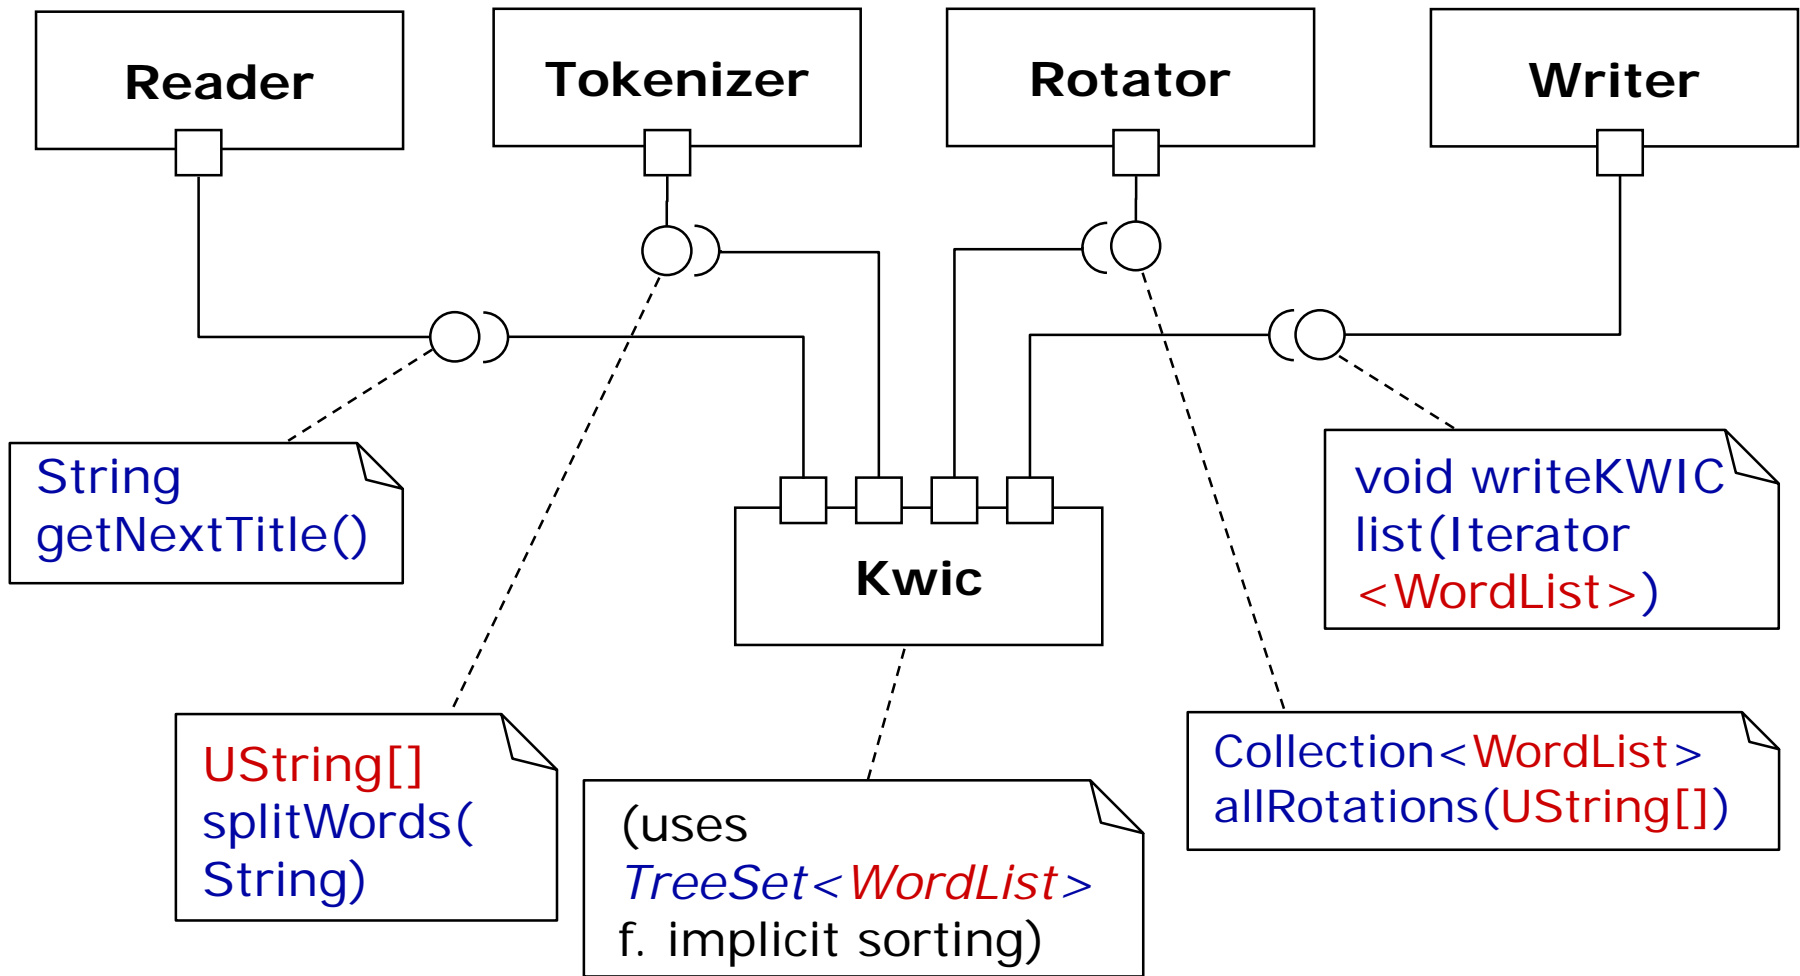 Reader
Tokenizer
Rotator
Writer
String
getNextTitle()
void writeKWIC
list(Iterator
<WordList>)
Kwic
UString[]
splitWords(
String)
(uses
TreeSet<WordList>
f. implicit sorting)
Collection<WordList>
allRotations(UString[])